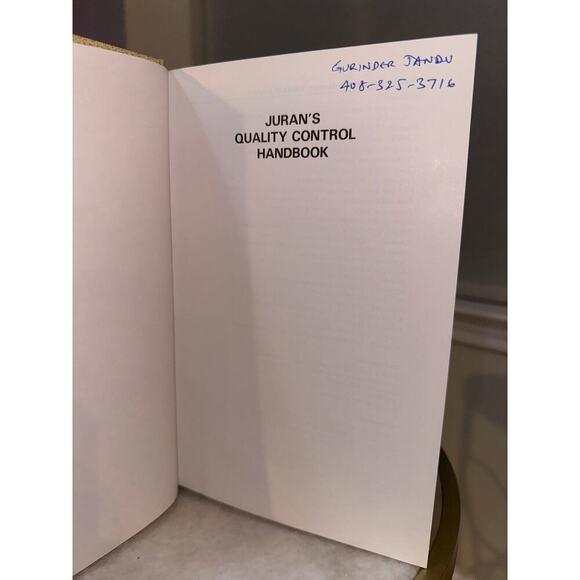 GURINDER JANDU
408-325-3716
JURAN'S
QUALITY CONTROL
HANDBOOK